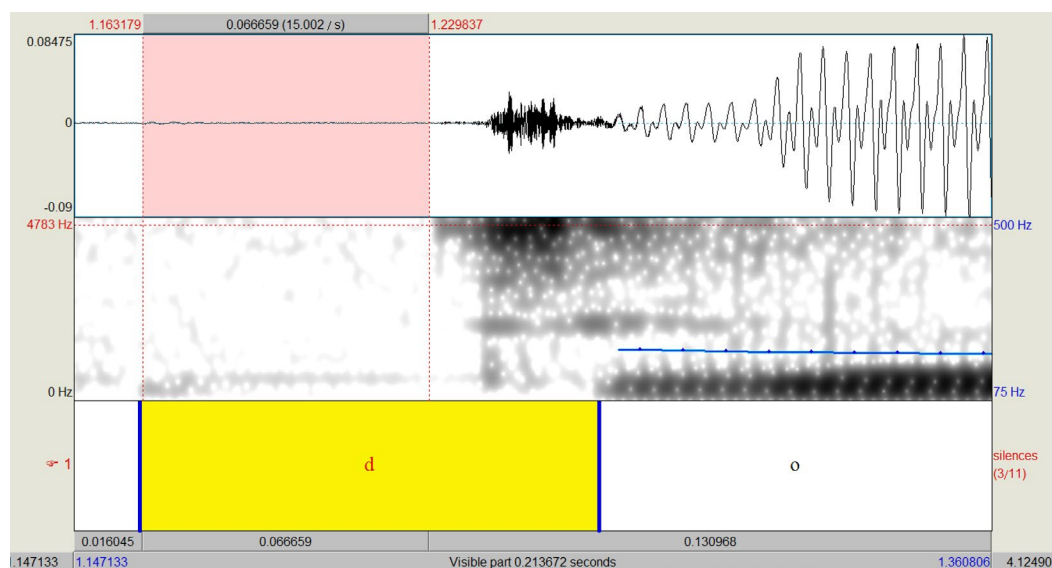 1.163179 0.066659 (15.002 / s) 1.229837
0.08475
0
-0.09
4783 Hz 500 Hz
0 Hz 75 Hz
☞ 1 d o silences
(3/11)
0.016045 0.066659 0.130968
1.147133 1.147133 Visible part 0.213672 seconds 1.360806 4.12490